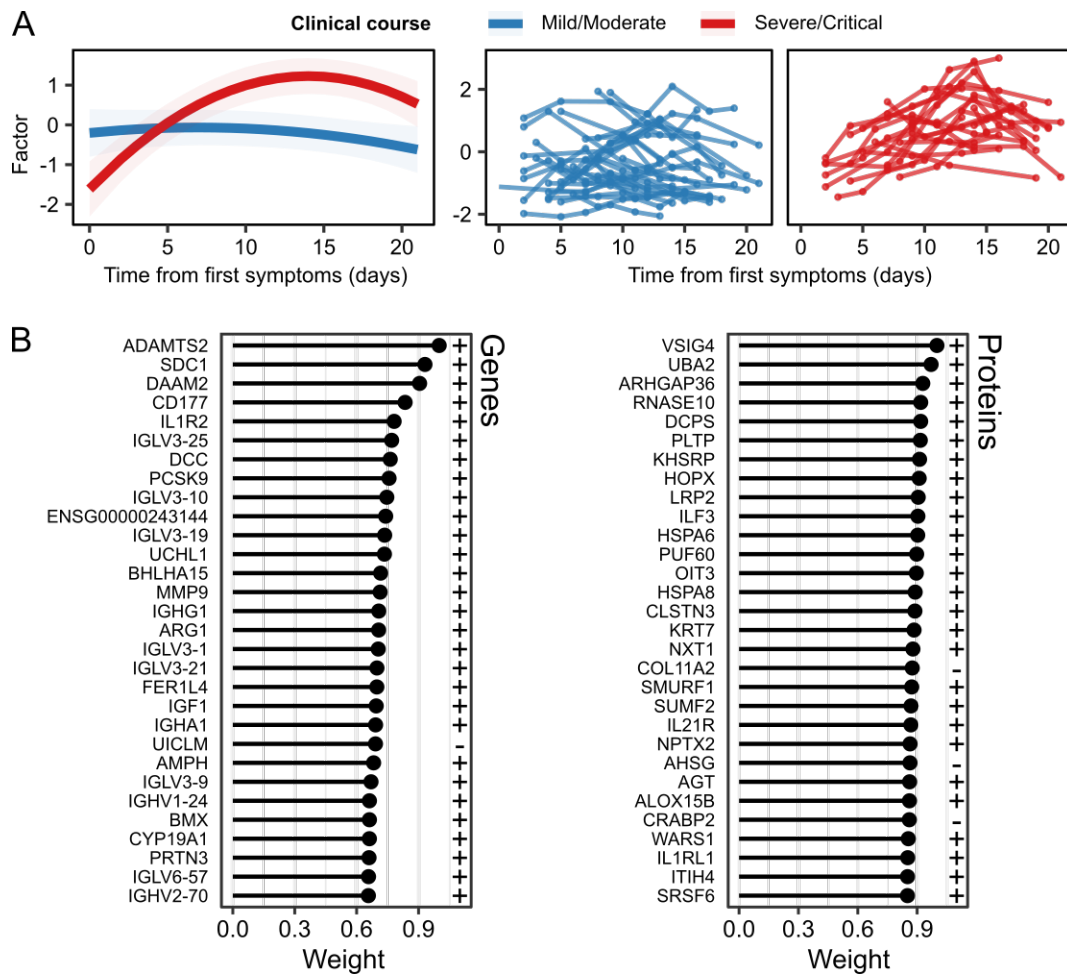 A
Clinical course Mild/Moderate Severe/Critical
Factor
1
0
-1
-2
0 5 10 15 20
Time from first symptoms (days)
2
0
-2
0 5 10 15 20
Time from first symptoms (days)
0 5 10 15 20
Time from first symptoms (days)
B
ADAMTS2 +
SDC1 +
DAAM2 +
CD177 +
IL1R2 +
IGLV3-25 +
DCC +
PCSK9 +
IGLV3-10 +
ENSG00000243144 +
IGLV3-19 +
UCHL1 +
BHLHA15 +
MMP9 +
IGHG1 +
ARG1 +
IGLV3-1 +
IGLV3-21 +
FER1L4 +
IGF1 +
IGHA1 +
UICLM -
AMPH +
IGLV3-9 +
IGHV1-24 +
BMX +
CYP19A1 +
PRTN3 +
IGLV6-57 +
IGHV2-70 +
Genes
0.0 0.3 0.6 0.9
Weight
VSIG4 +
UBA2 +
ARHGAP36 +
RNASE10 +
DCPS +
PLTP +
KHSRP +
HOPX +
LRP2 +
ILF3 +
HSPA6 +
PUF60 +
OIT3 +
HSPA8 +
CLSTN3 +
KRT7 +
NXT1 +
COL11A2 -
SMURF1 +
SUMF2 +
IL21R +
NPTX2 +
AHSG -
AGT +
ALOX15B +
CRABP2 -
WARS1 +
IL1RL1 +
ITIH4 +
SRSF6 +
Proteins
0.0 0.3 0.6 0.9
Weight